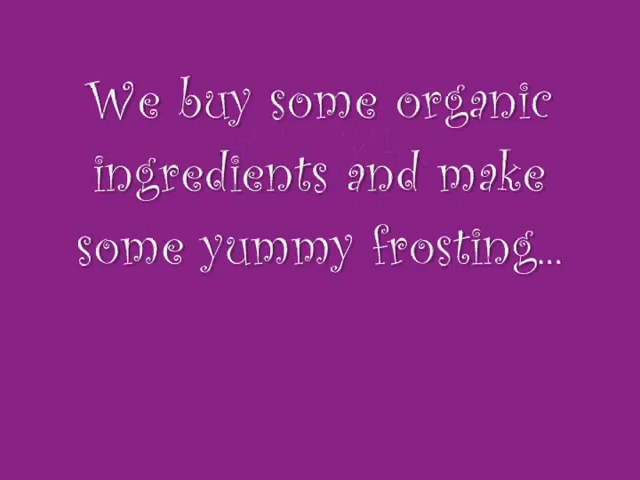 We buy some organic
ingredients and make
some yummy frosting...